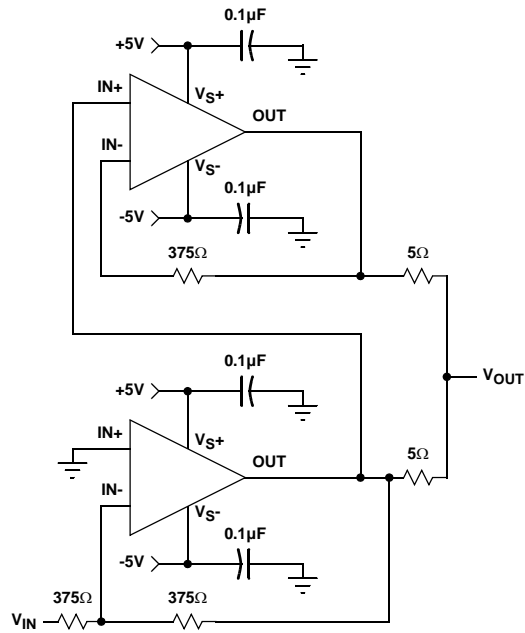 0.1µF
+5V
IN+
VS+
OUT
IN-
VS-
0.1µF
-5V
375Ω
5Ω
0.1µF
+5V
VOUT
IN+
VS+
OUT
5Ω
IN-
VS-
0.1µF
-5V
375Ω
375Ω
VIN